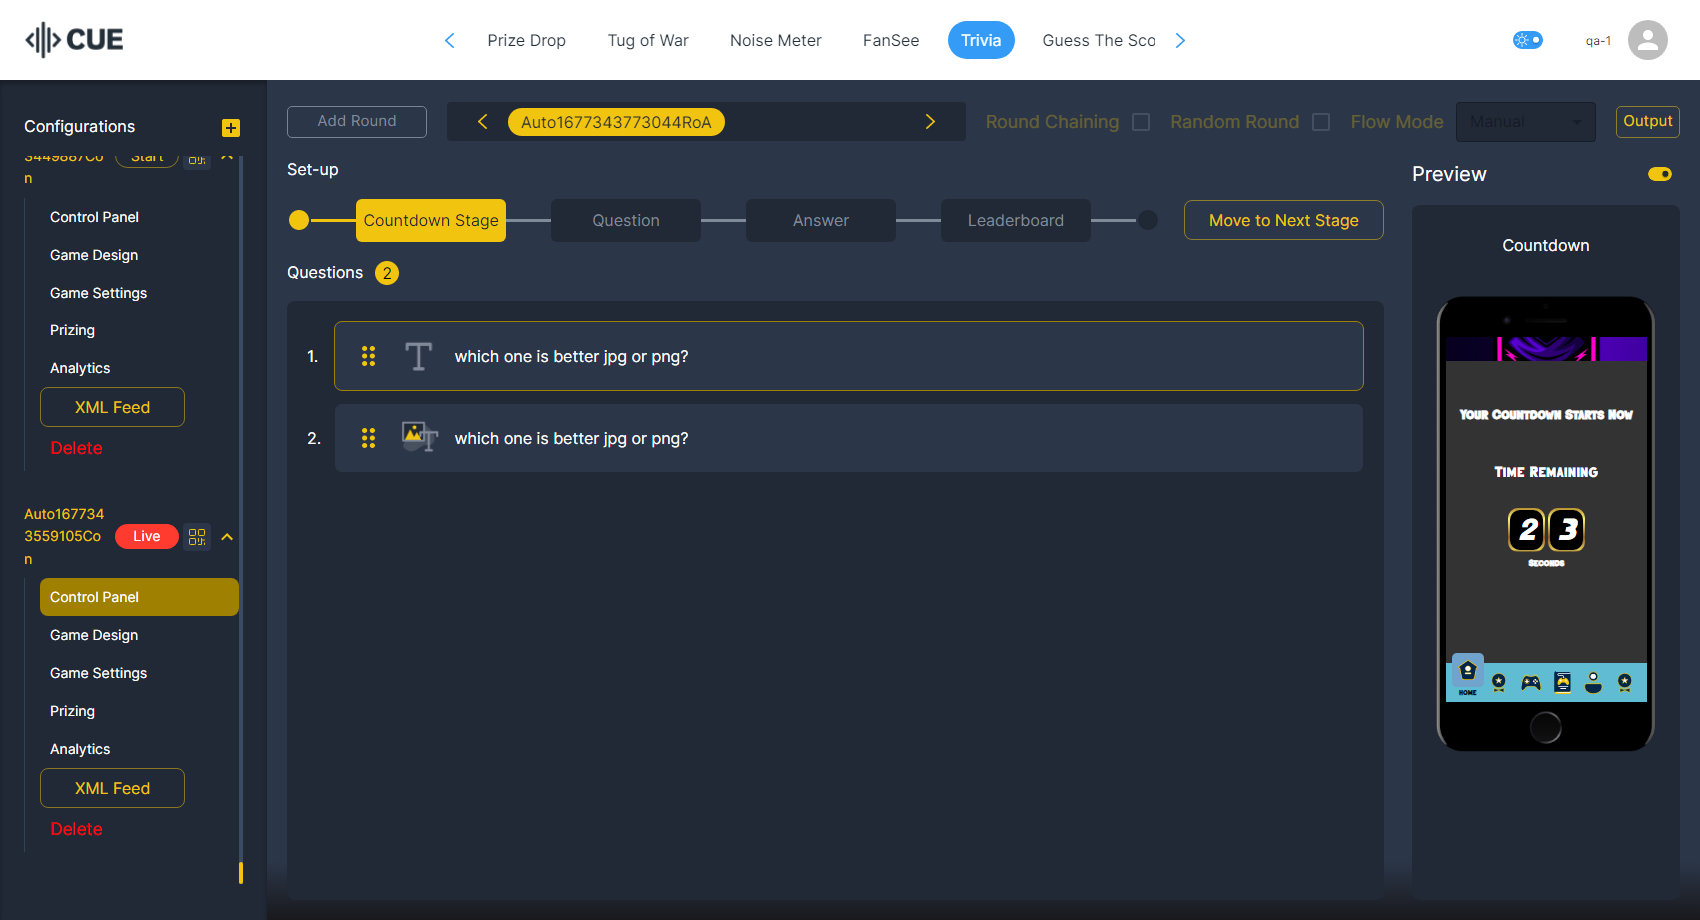 CUE
Prize Drop
Tug of War
Noise Meter
FanSee
Trivia
Guess The Sco
qa-1
Configurations
3449887Co
n
Start
Control Panel
Game Design
Game Settings
Prizing
Analytics
XML Feed
Delete
Auto167734
3559105Co
n
Live
Control Panel
Game Design
Game Settings
Prizing
Analytics
XML Feed
Delete
Add Round
Auto1677343773044RoA
Round Chaining
Random Round
Flow Mode
Manual
Output
Set-up
Countdown Stage
Question
Answer
Leaderboard
Move to Next Stage
Questions 2
1. which one is better jpg or png?
2. which one is better jpg or png?
Preview
Countdown
Your Countdown Starts Now
Time Remaining
23
Seconds
HOME